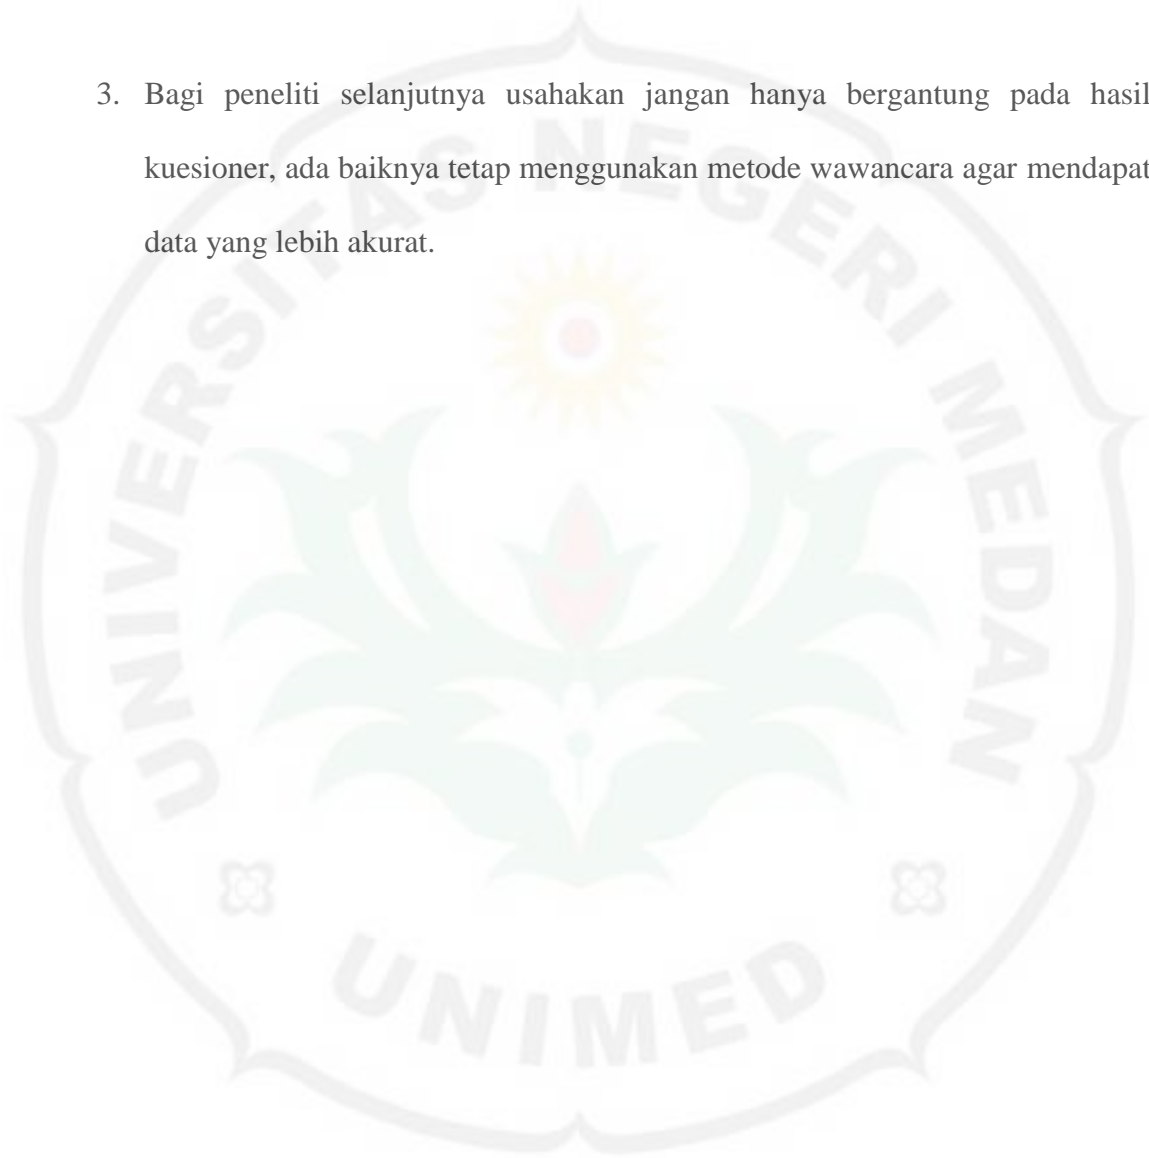 3. Bagi peneliti selanjutnya usahakan jangan hanya bergantung pada hasil
kuesioner, ada baiknya tetap menggunakan metode wawancara agar mendapat
data yang lebih akurat.
UNIVERSITAS NEGERI MEDAN
UNIMED